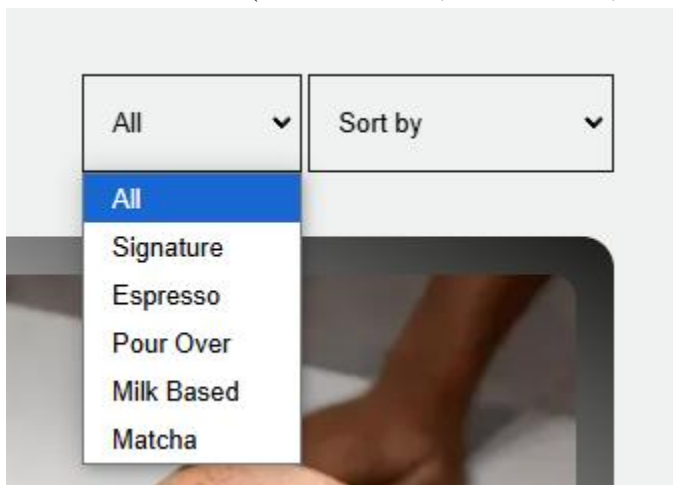 All
Sort by
All
Signature
Espresso
Pour Over
Milk Based
Matcha